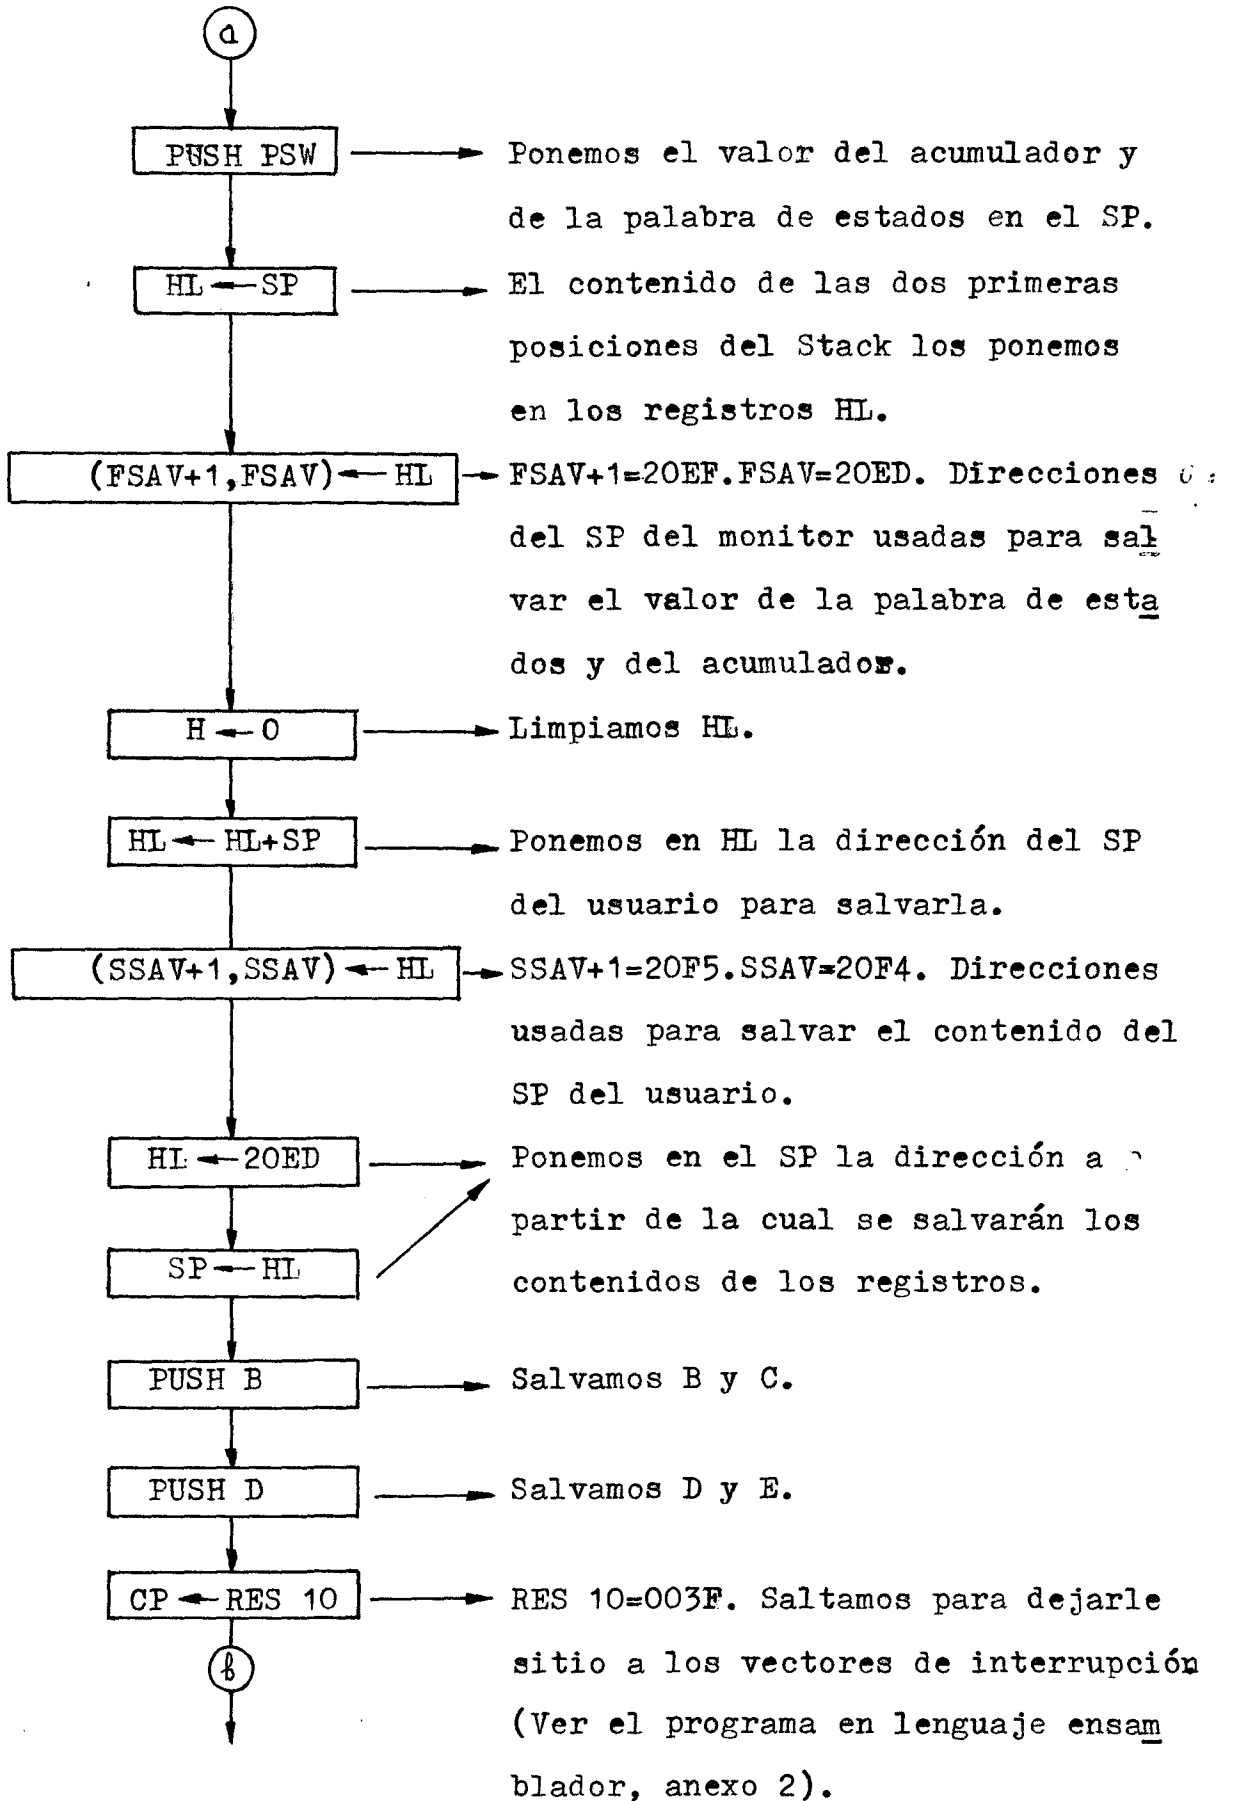 a
PUSH PSW
Ponemos el valor del acumulador y
de la palabra de estados en el SP.
HL ← SP
El contenido de las dos primeras
posiciones del Stack los ponemos
en los registros HL.
(FSAV+1,FSAV) ← HL
FSAV+1=20EF.FSAV=20ED. Direcciones
del SP del monitor usadas para sal
var el valor de la palabra de esta
dos y del acumulador.
H ← 0
Limpiamos HL.
HL ← HL+SP
Ponemos en HL la dirección del SP
del usuario para salvarla.
(SSAV+1,SSAV) ← HL
SSAV+1=20F5.SSAV=20F4. Direcciones
usadas para salvar el contenido del
SP del usuario.
HL ← 20ED
Ponemos en el SP la dirección a
partir de la cual se salvarán los
contenidos de los registros.
SP ← HL
PUSH B
Salvamos B y C.
PUSH D
Salvamos D y E.
CP ← RES 10
RES 10=003F. Saltamos para dejarle
sitio a los vectores de interrupción
(Ver el programa en lenguaje ensam
blador, anexo 2).
b